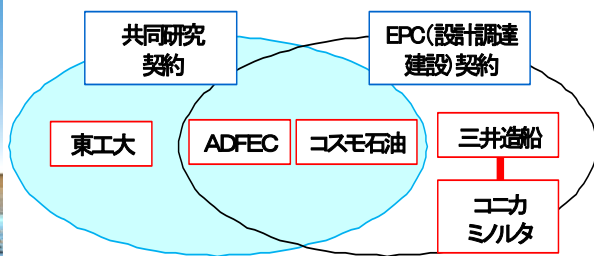 共同研究
契約
EPC(設計調達
建設)契約
東工大
ADFEC
コスモ石油
三井造船
コニカ
ミノルタ